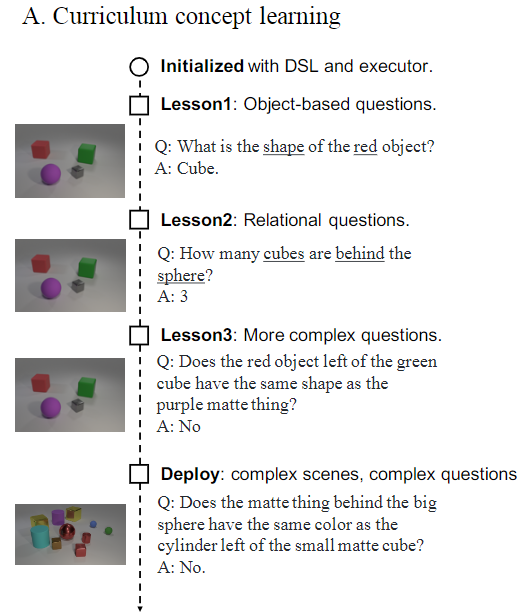 A. Curriculum concept learning
Initialized with DSL and executor.
Lesson1: Object-based questions.
Q: What is the shape of the red object?
A: Cube.
Lesson2: Relational questions.
Q: How many cubes are behind the
sphere?
A: 3
Lesson3: More complex questions.
Q: Does the red object left of the green
cube have the same shape as the
purple matte thing?
A: No
Deploy: complex scenes, complex questions
Q: Does the matte thing behind the big
sphere have the same color as the
cylinder left of the small matte cube?
A: No.